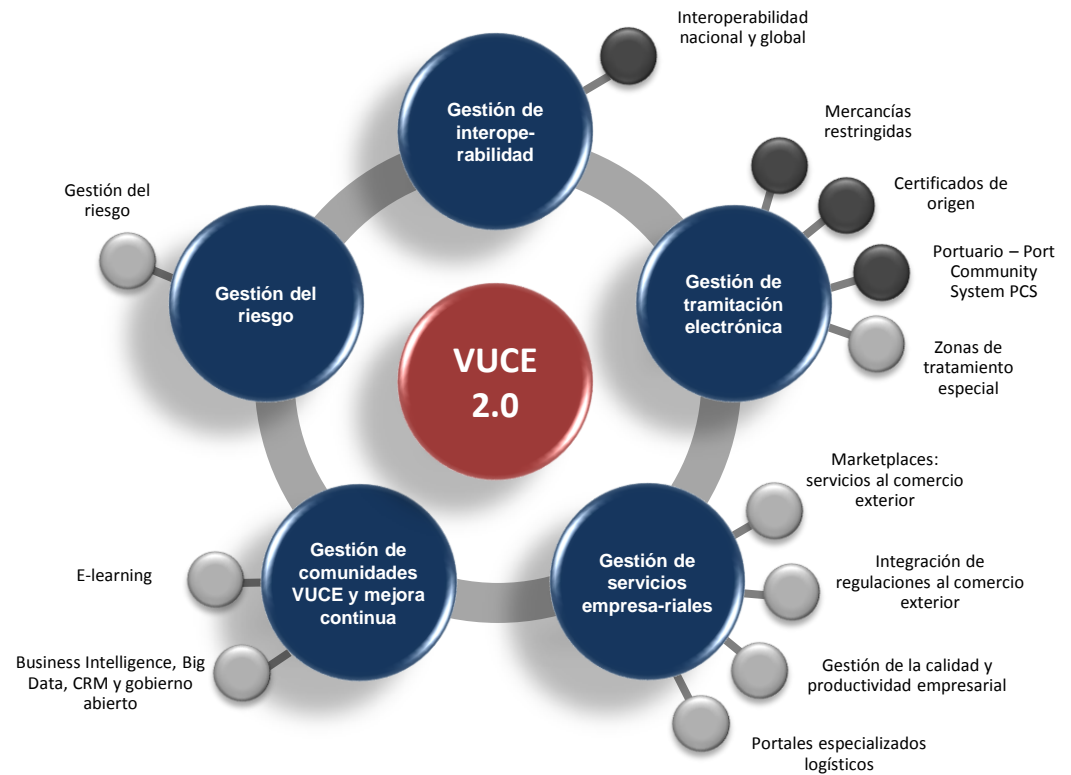 Interoperabilidad
nacional y global
Gestión de
interope-
rabilidad
Mercancías
restringidas
Certificados de
origen
Portuario – Port
Community
System PCS
Zonas de
tratamiento
especial
Gestión de
tramitación
electrónica
Gestión del
riesgo
Gestión del
riesgo
VUCE
2.0
Marketplaces:
servicios al comercio
exterior
Integración de
regulaciones al comercio
exterior
Gestión de la calidad y
productividad empresarial
Portales especializados
logísticos
Gestión de
servicios
empresa-riales
Gestión de
comunidades
VUCE y mejora
continua
E-learning
Business Intelligence, Big
Data, CRM y gobierno
abierto